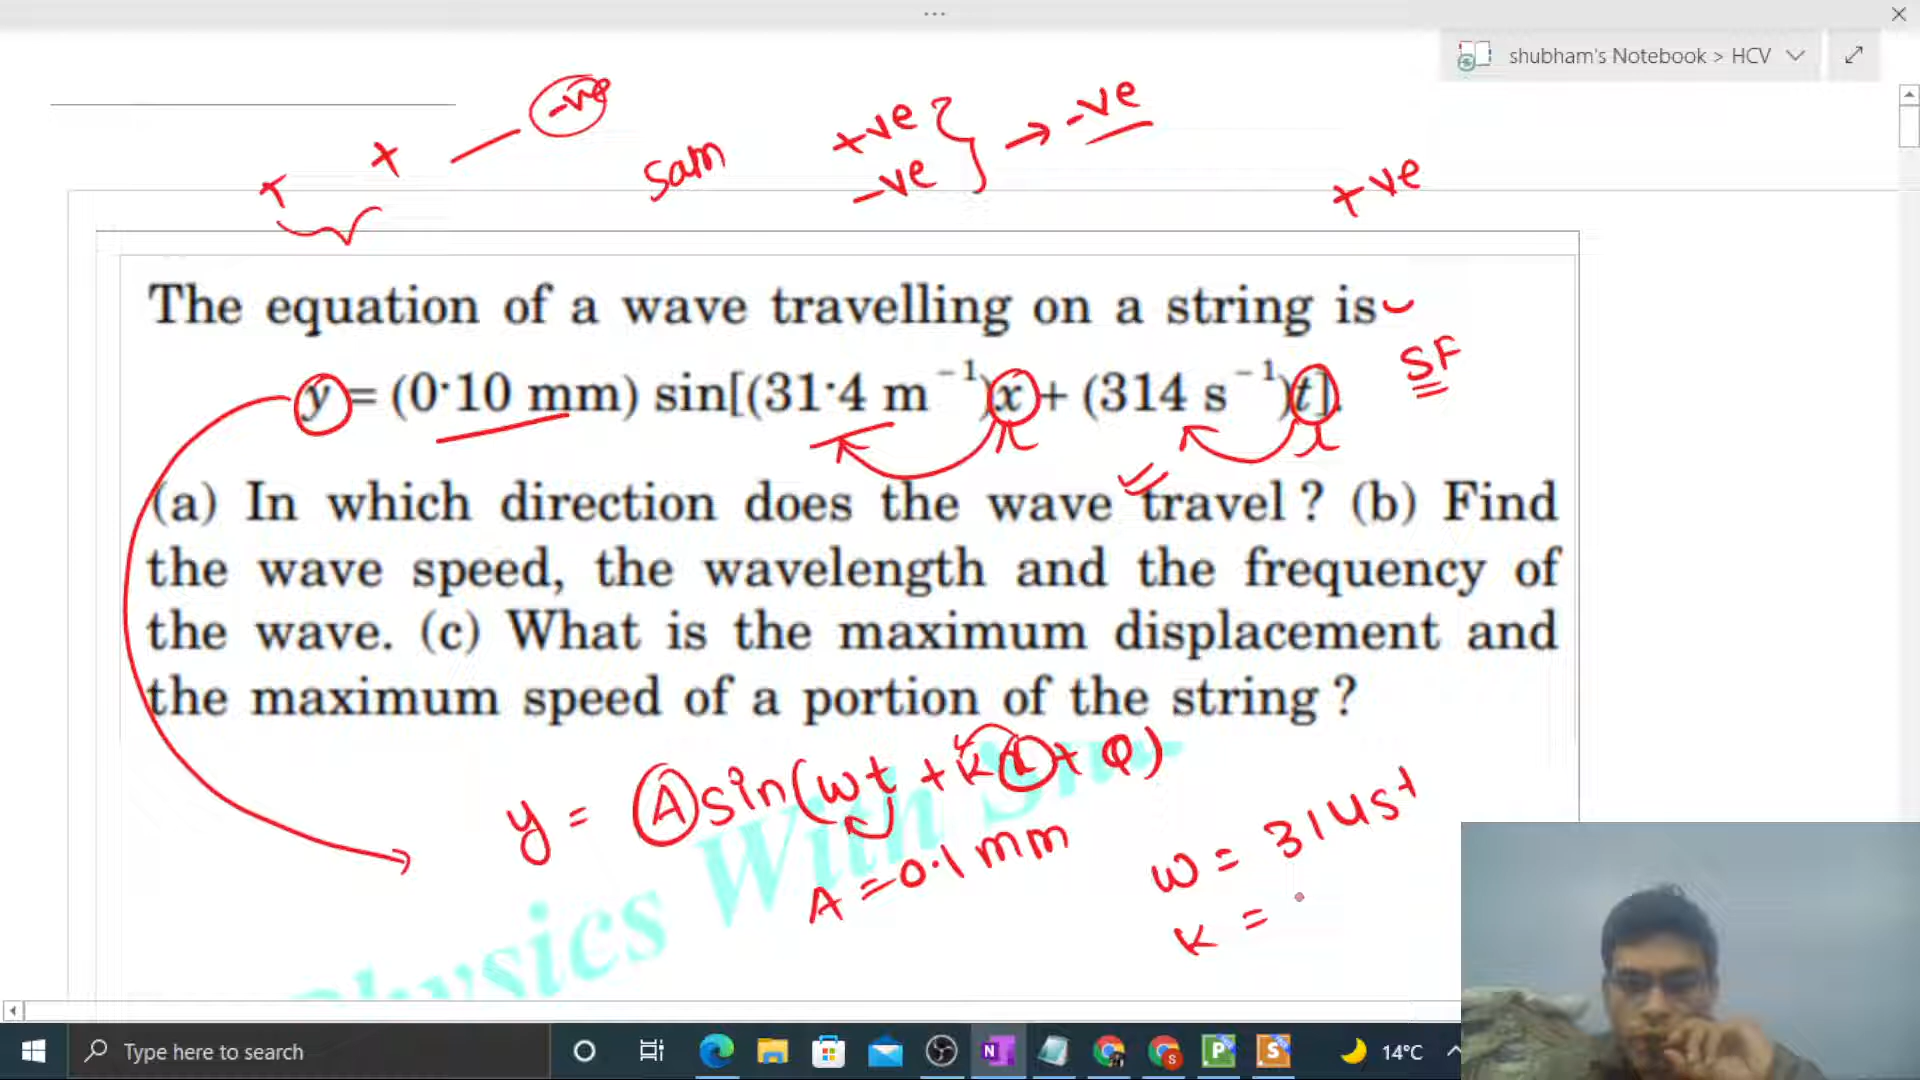 shubham's Notebook > HCV
-ve
+ +
sam
+ve
-ve
→ -ve
+ve
The equation of a wave travelling on a string is
y = (0·10 mm) sin[(31·4 m⁻¹)x + (314 s⁻¹)t].
SF
x x
(a) In which direction does the wave travel ? (b) Find
the wave speed, the wavelength and the frequency of
the wave. (c) What is the maximum displacement and
the maximum speed of a portion of the string ?
y = A sin(ωt + kx + φ)
A = 0.1 mm
ω = 314 s⁻¹
k =
Physics With
Type here to search
14°C